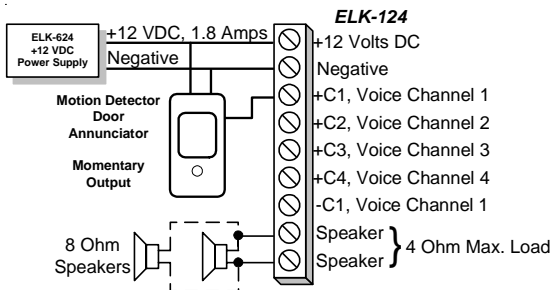 ELK-124
ELK-624
+12 VDC
Power Supply
+12 VDC, 1.8 Amps
Negative
+12 Volts DC
Negative
+C1, Voice Channel 1
+C2, Voice Channel 2
+C3, Voice Channel 3
+C4, Voice Channel 4
-C1, Voice Channel 1
Speaker
Speaker
4 Ohm Max. Load
Motion Detector
Door
Annunciator
Momentary
Output
8 Ohm
Speakers